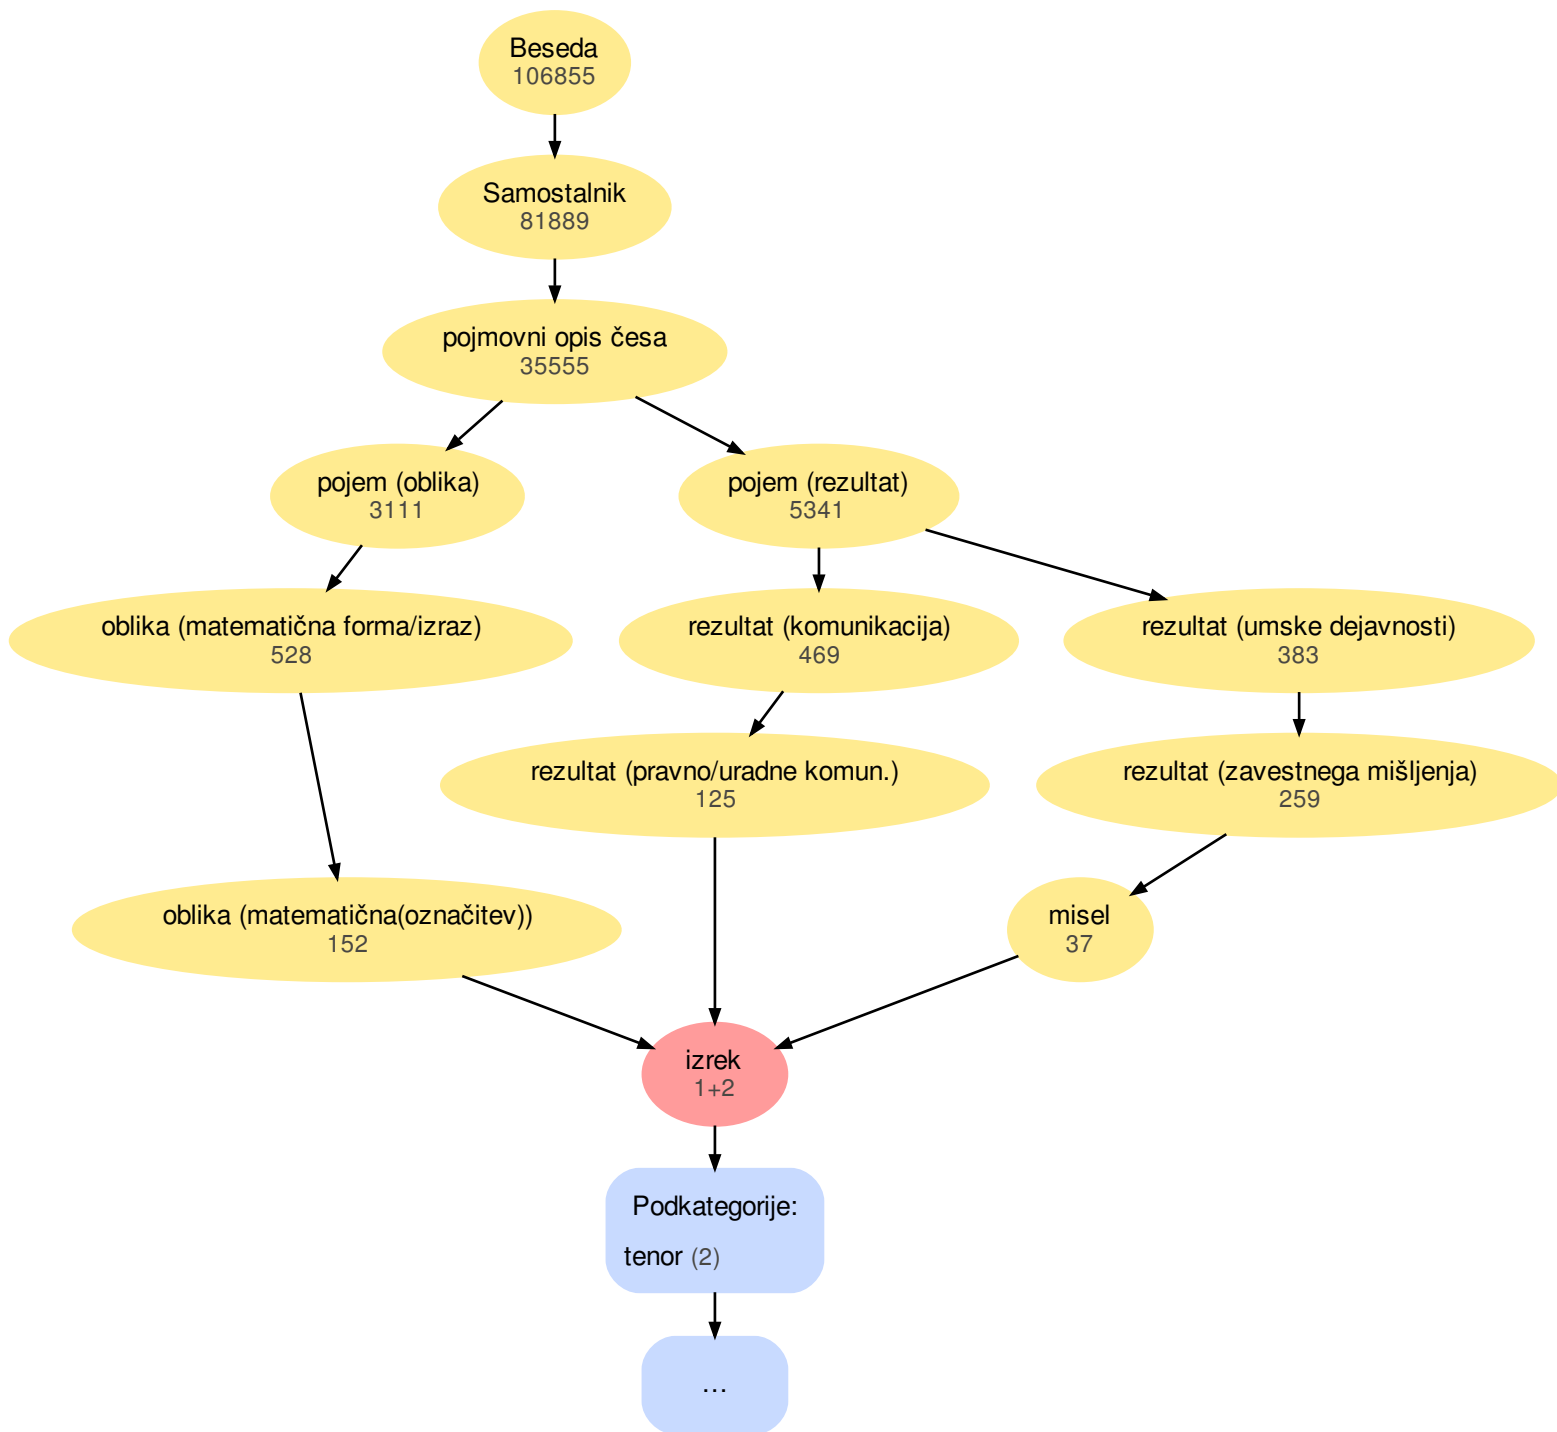 Beseda
106855
Samostalnik
81889
pojmovni opis česa
35555
pojem (oblika)
3111
pojem (rezultat)
5341
oblika (matematična forma/izraz)
528
rezultat (komunikacija)
469
rezultat (umske dejavnosti)
383
rezultat (pravno/uradne komun.)
125
rezultat (zavestnega mišljenja)
259
oblika (matematična(označitev))
152
misel
37
izrek
1+2
Podkategorije:
tenor (2)
...